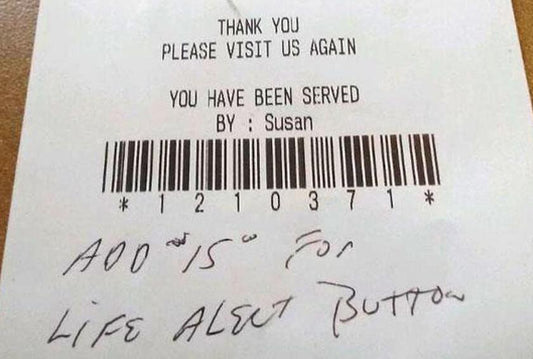 THANK YOU
PLEASE VISIT US AGAIN
YOU HAVE BEEN SERVED
BY : Susan
* 1 2 1 0 3 7 1 *
ADD "15" For
LIFE ALERT BUTTON